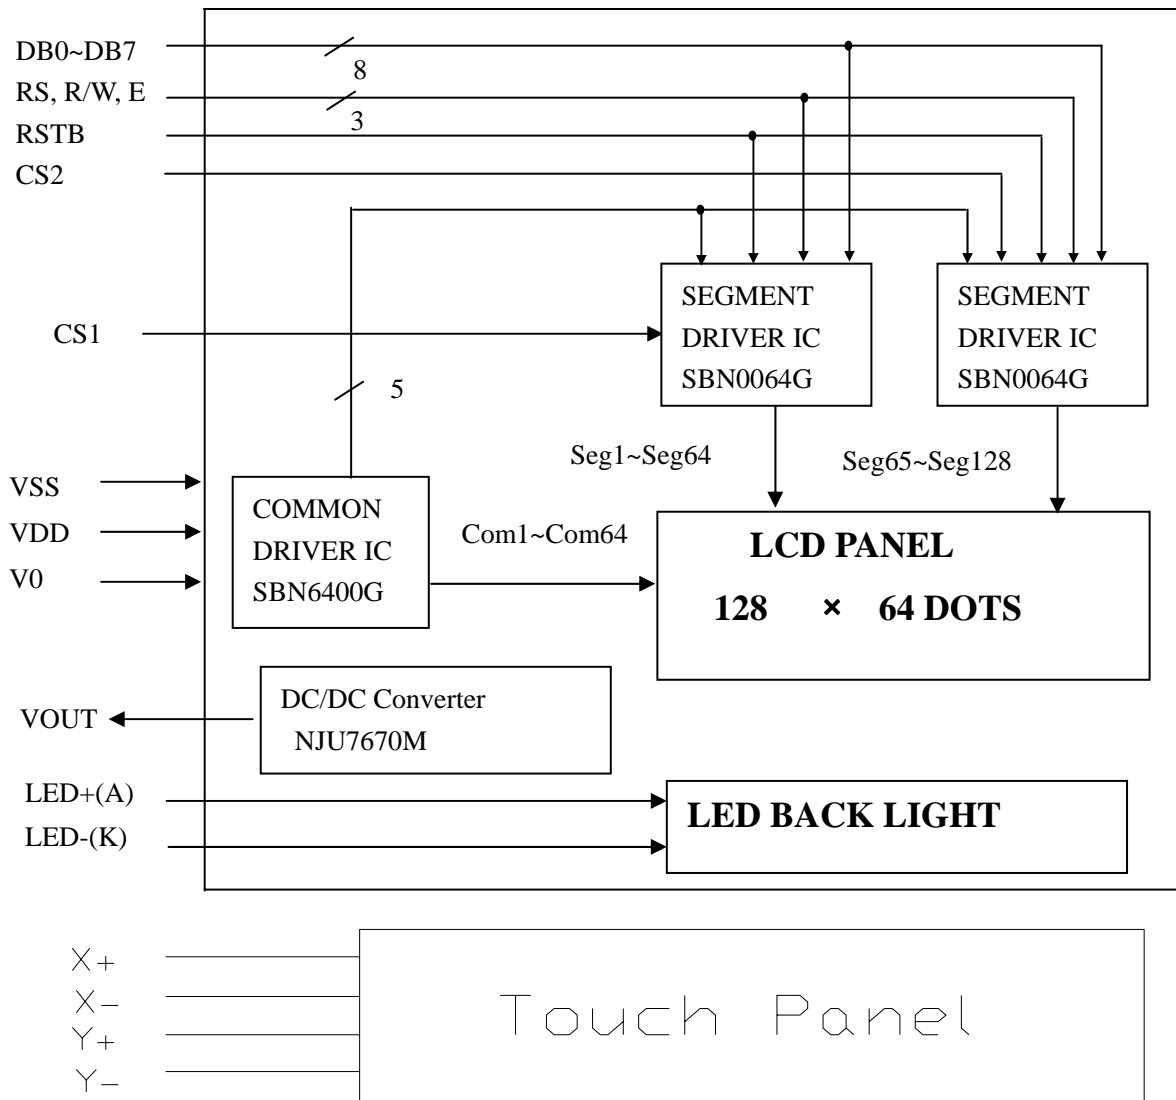 DB0~DB7
8
RS, R/W, E
3
RSTB
CS2
SEGMENT
DRIVER IC
SBN0064G
SEGMENT
DRIVER IC
SBN0064G
CS1
5
Seg1~Seg64
Seg65~Seg128
VSS
VDD
V0
COMMON
DRIVER IC
SBN6400G
Com1~Com64
LCD PANEL
128 × 64 DOTS
VOUT
DC/DC Converter
NJU7670M
LED+(A)
LED-(K)
LED BACK LIGHT
X+
X-
Y+
Y-
Touch Panel